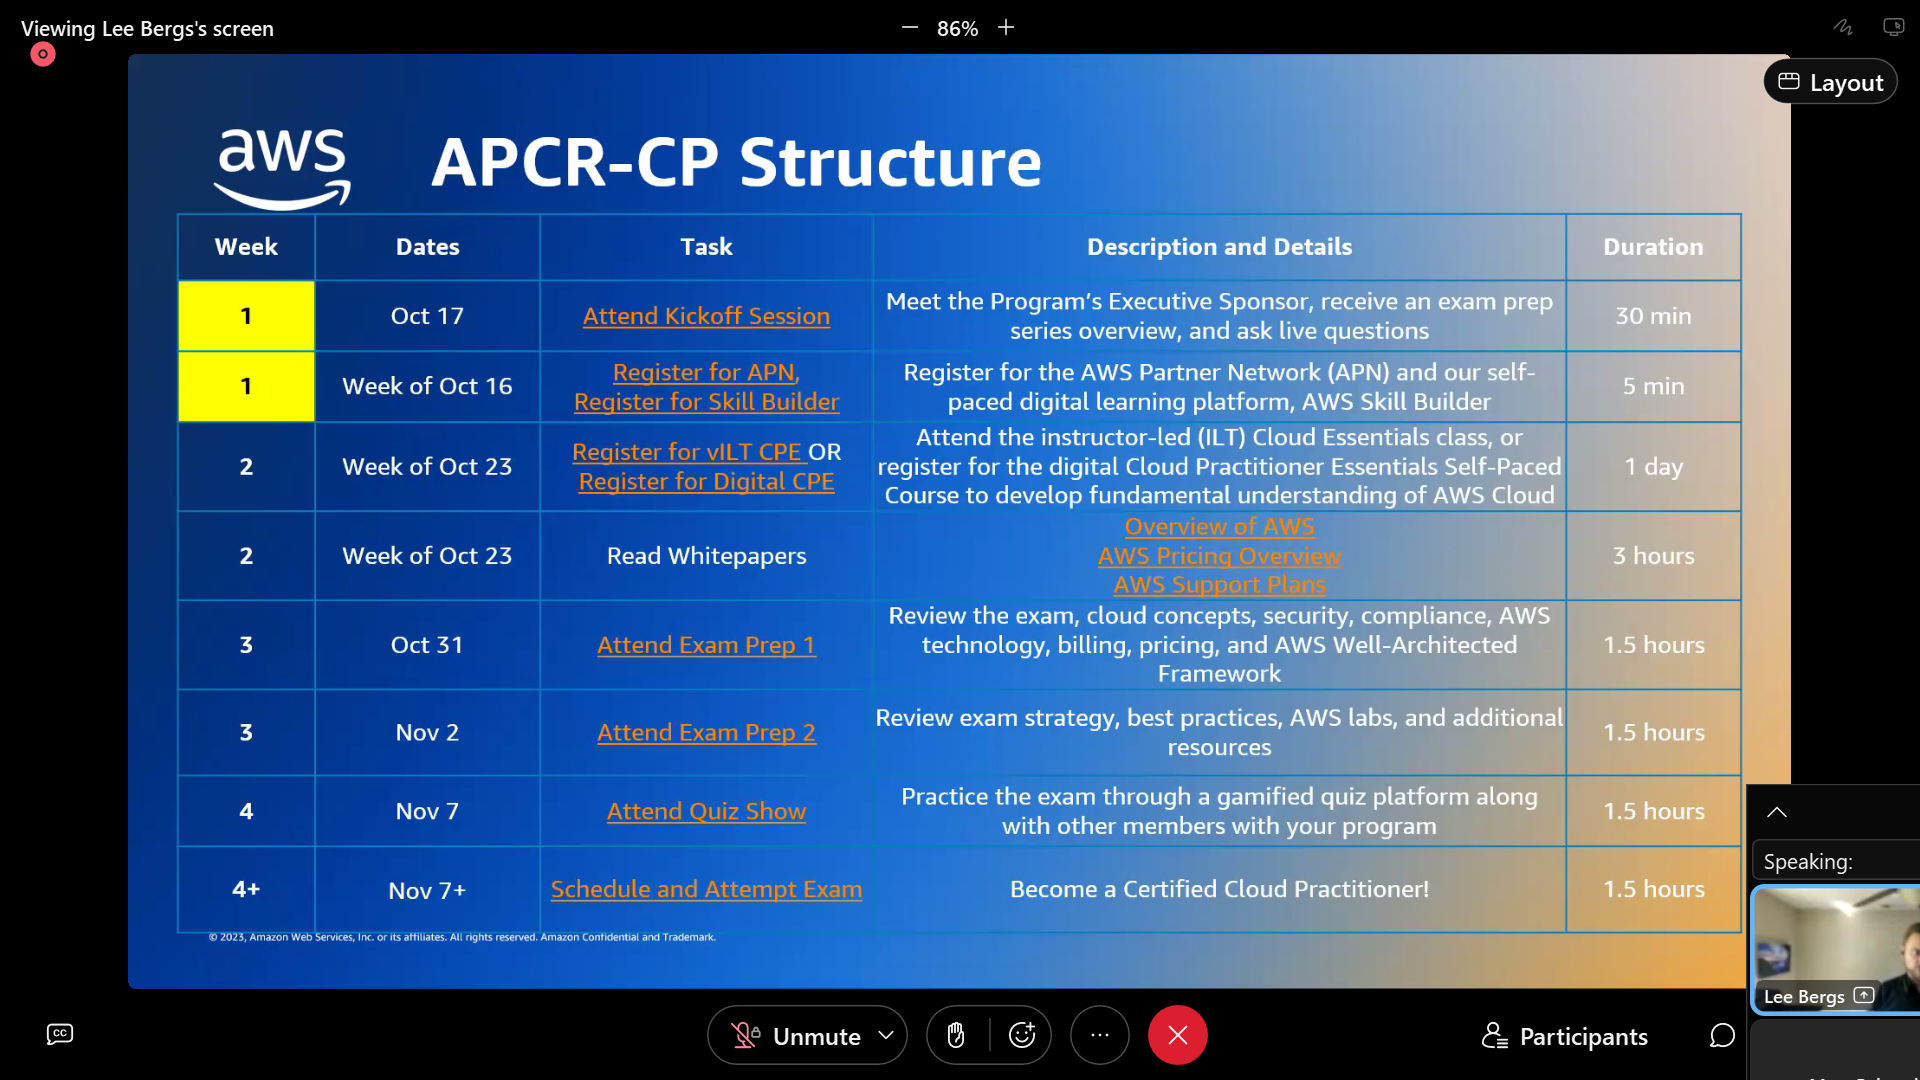 Viewing Lee Bergs's screen
86%
Layout
aws
APCR-CP Structure
Week
Dates
Task
Description and Details
Duration
1
Oct 17
Attend Kickoff Session
Meet the Program's Executive Sponsor, receive an exam prep
series overview, and ask live questions
30 min
1
Week of Oct 16
Register for APN,
Register for Skill Builder
Register for the AWS Partner Network (APN) and our self-
paced digital learning platform, AWS Skill Builder
5 min
2
Week of Oct 23
Register for vILT CPE OR
Register for Digital CPE
Attend the instructor-led (ILT) Cloud Essentials class, or
register for the digital Cloud Practitioner Essentials Self-Paced
Course to develop fundamental understanding of AWS Cloud
1 day
2
Week of Oct 23
Read Whitepapers
Overview of AWS
AWS Pricing Overview
AWS Support Plans
3 hours
3
Oct 31
Attend Exam Prep 1
Review the exam, cloud concepts, security, compliance, AWS
technology, billing, pricing, and AWS Well-Architected
Framework
1.5 hours
3
Nov 2
Attend Exam Prep 2
Review exam strategy, best practices, AWS labs, and additional
resources
1.5 hours
4
Nov 7
Attend Quiz Show
Practice the exam through a gamified quiz platform along
with other members with your program
1.5 hours
4+
Nov 7+
Schedule and Attempt Exam
Become a Certified Cloud Practitioner!
1.5 hours
© 2023, Amazon Web Services, Inc. or its affiliates. All rights reserved. Amazon Confidential and Trademark.
Speaking:
Lee Bergs
CC
Unmute
Participants